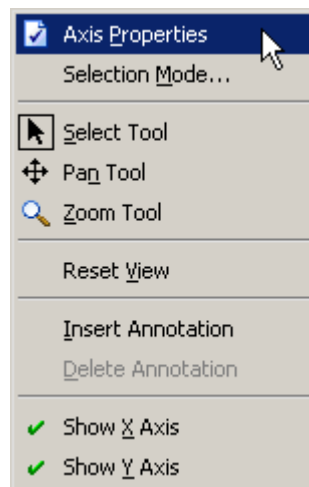 Axis Properties
Selection Mode...
Select Tool
Pan Tool
Zoom Tool
Reset View
Insert Annotation
Delete Annotation
Show X Axis
Show Y Axis